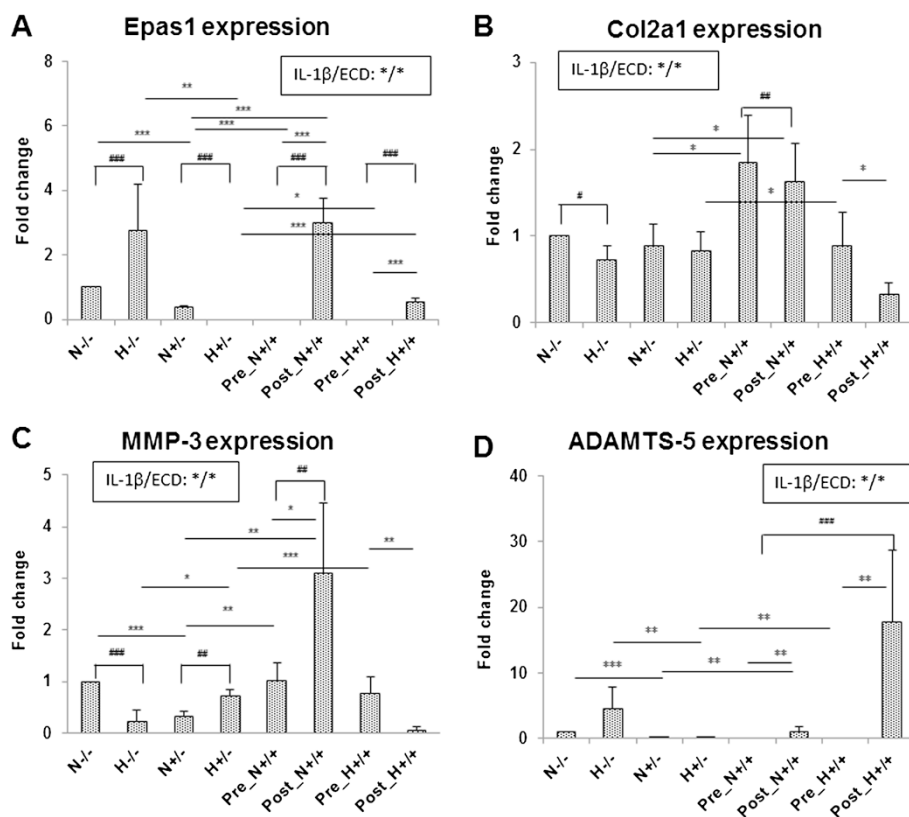 A
Epas1 expression
IL-1β/ECD: */*
Fold change
8
6
4
2
0
**
***
***
***
***
###
###
###
###
*
***
***
N-/-
H-/-
N+/-
H+/-
Pre_N+/+
Post_N+/+
Pre_H+/+
Post_H+/+
B
Col2a1 expression
IL-1β/ECD: */*
Fold change
3
2
1
0
##
*
*
*
*
#
N-/-
H-/-
N+/-
H+/-
Pre_N+/+
Post_N+/+
Pre_H+/+
Post_H+/+
C
MMP-3 expression
IL-1β/ECD: */*
Fold change
5
4
3
2
1
0
##
*
**
**
***
*
**
***
###
##
N-/-
H-/-
N+/-
H+/-
Pre_N+/+
Post_N+/+
Pre_H+/+
Post_H+/+
D
ADAMTS-5 expression
IL-1β/ECD: */*
Fold change
40
30
20
10
0
###
**
**
**
**
**
***
N-/-
H-/-
N+/-
H+/-
Pre_N+/+
Post_N+/+
Pre_H+/+
Post_H+/+